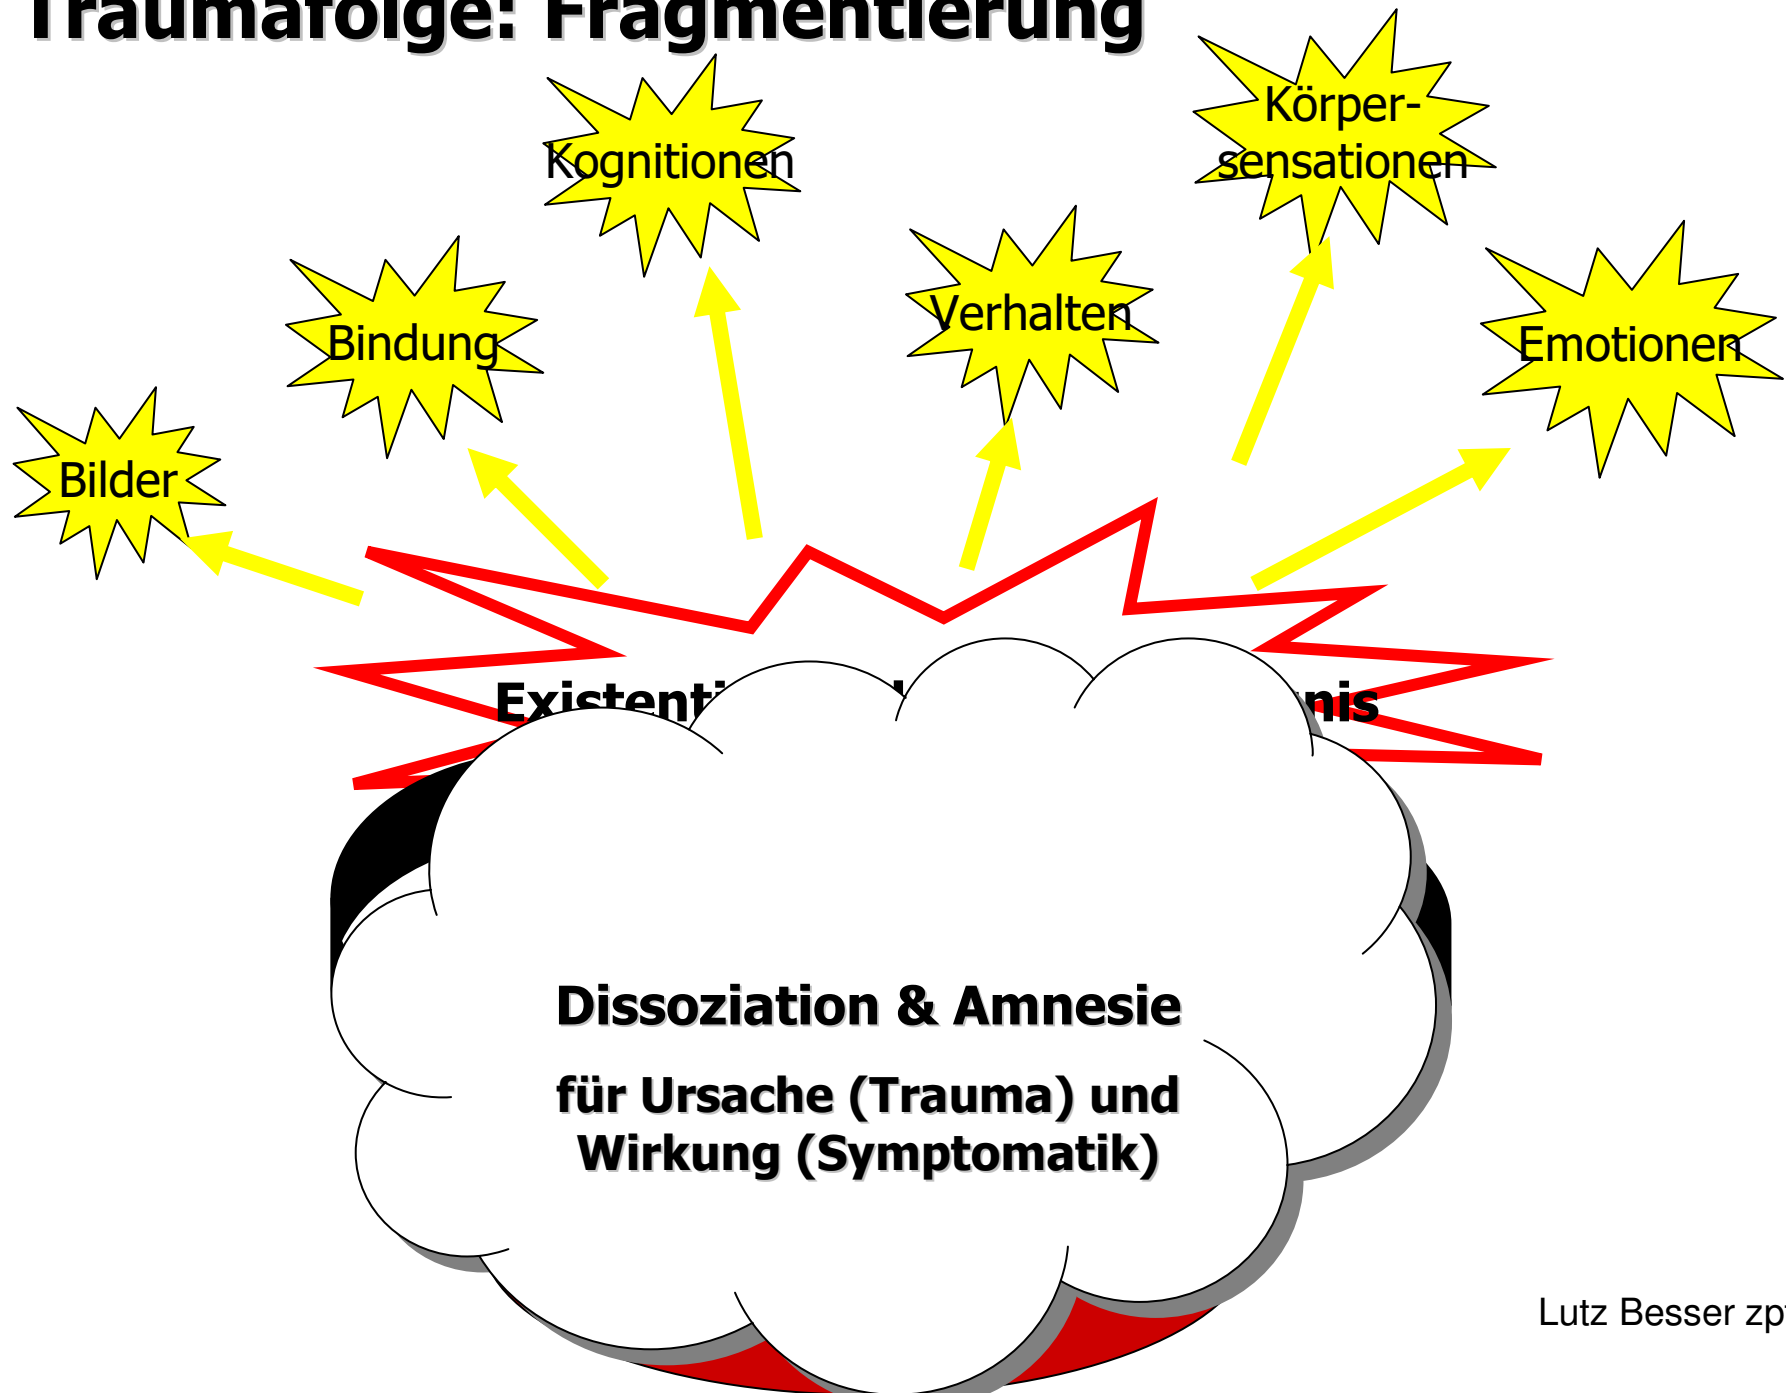 Traumafolge: Fragmentierung
Körper-
sensationen
Kognitionen
Verhalten
Bindung
Emotionen
Bilder
Dissoziation & Amnesie
für Ursache (Trauma) und
Wirkung (Symptomatik)
Lutz Besser